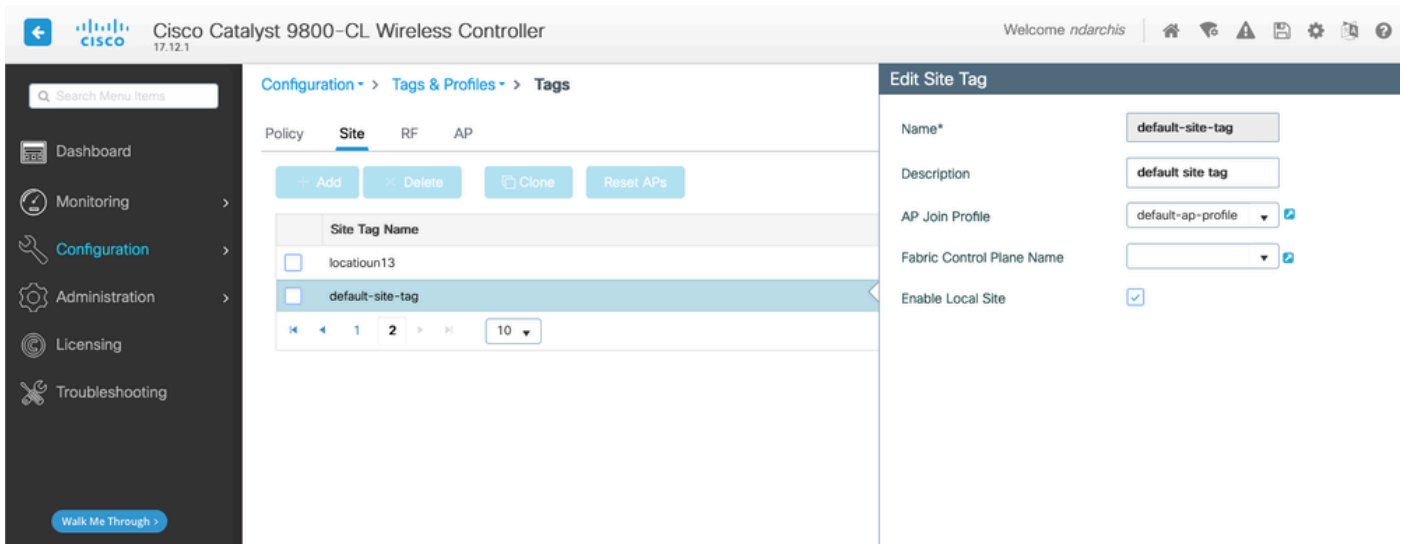 CISCO
Cisco Catalyst 9800-CL Wireless Controller
17.12.1
Welcome ndarchis
Search Menu Items
Dashboard
Monitoring
Configuration
Administration
Licensing
Troubleshooting
Walk Me Through >
Configuration > Tags & Profiles > Tags
Policy Site RF AP
+ Add × Delete Clone Reset APs
Site Tag Name
locatioun13
default-site-tag
1 2 10
Edit Site Tag
Name* default-site-tag
Description default site tag
AP Join Profile default-ap-profile
Fabric Control Plane Name
Enable Local Site